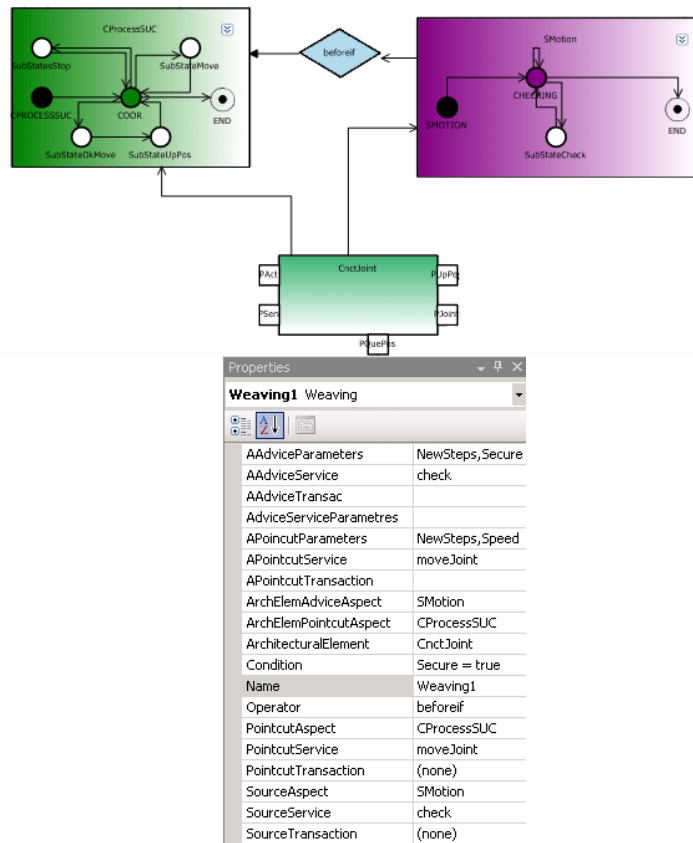 CProcessSUC
SubStatesStop
SubStateMove
CPROCESSSUC
COOR
END
SubStateOkMove
SubStateUpPos
beforeif
SMotion
CHECKING
SMOTION
END
SubStateCheck
PAct
CnctJoint
PUpPo
PSen
PJoint
PQuePos
Properties
Weaving1 Weaving
AAdviceParameters NewSteps,Secure
AAdviceService check
AAdviceTransac
AdviceServiceParametres
APoincutParameters NewSteps,Speed
APointcutService moveJoint
APointcutTransaction
ArchElemAdviceAspect SMotion
ArchElemPointcutAspect CProcessSUC
ArchitecturalElement CnctJoint
Condition Secure = true
Name Weaving1
Operator beforeif
PointcutAspect CProcessSUC
PointcutService moveJoint
PointcutTransaction (none)
SourceAspect SMotion
SourceService check
SourceTransaction (none)